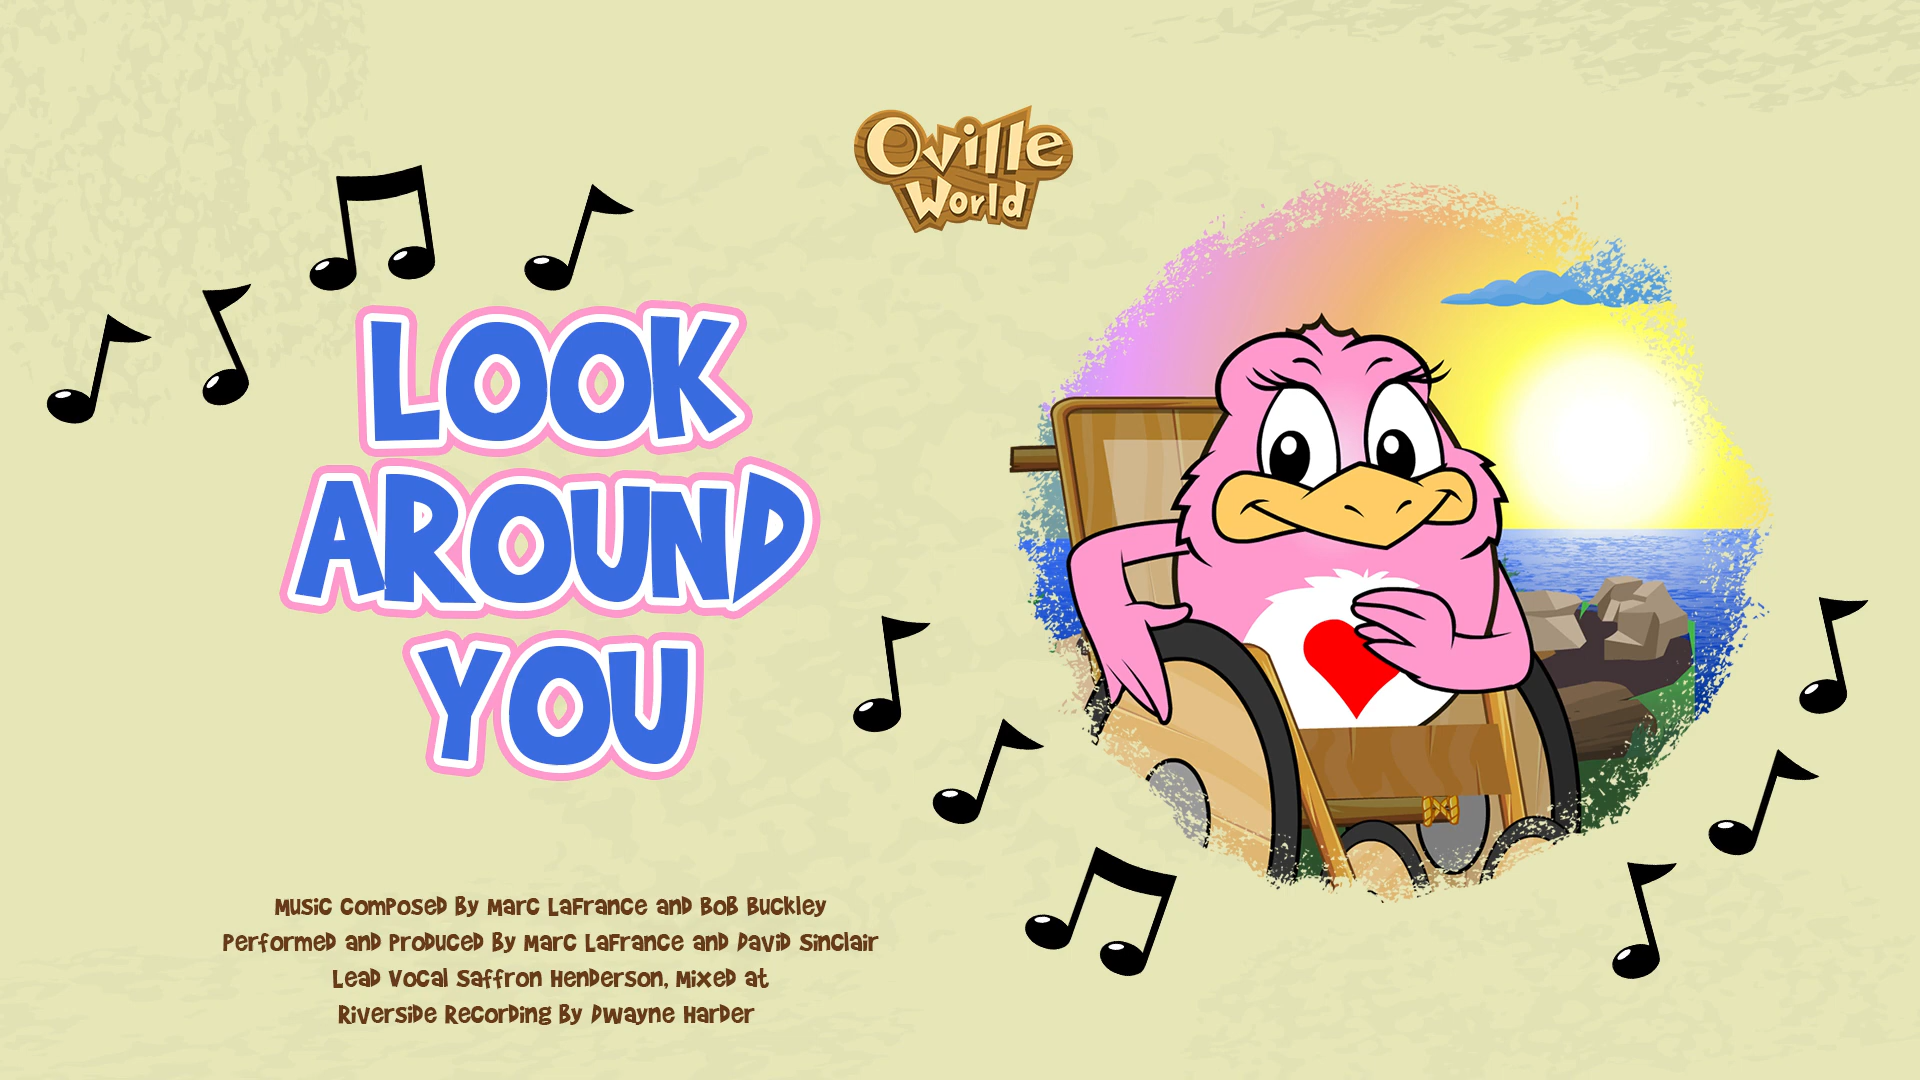 Oville
World
LOOK
AROUND
YOU
Music Composed By Marc LaFrance and Bob Buckley
Performed and Produced By Marc LaFrance and David Sinclair
Lead Vocal Saffron Henderson, Mixed at
Riverside Recording By Dwayne Harder